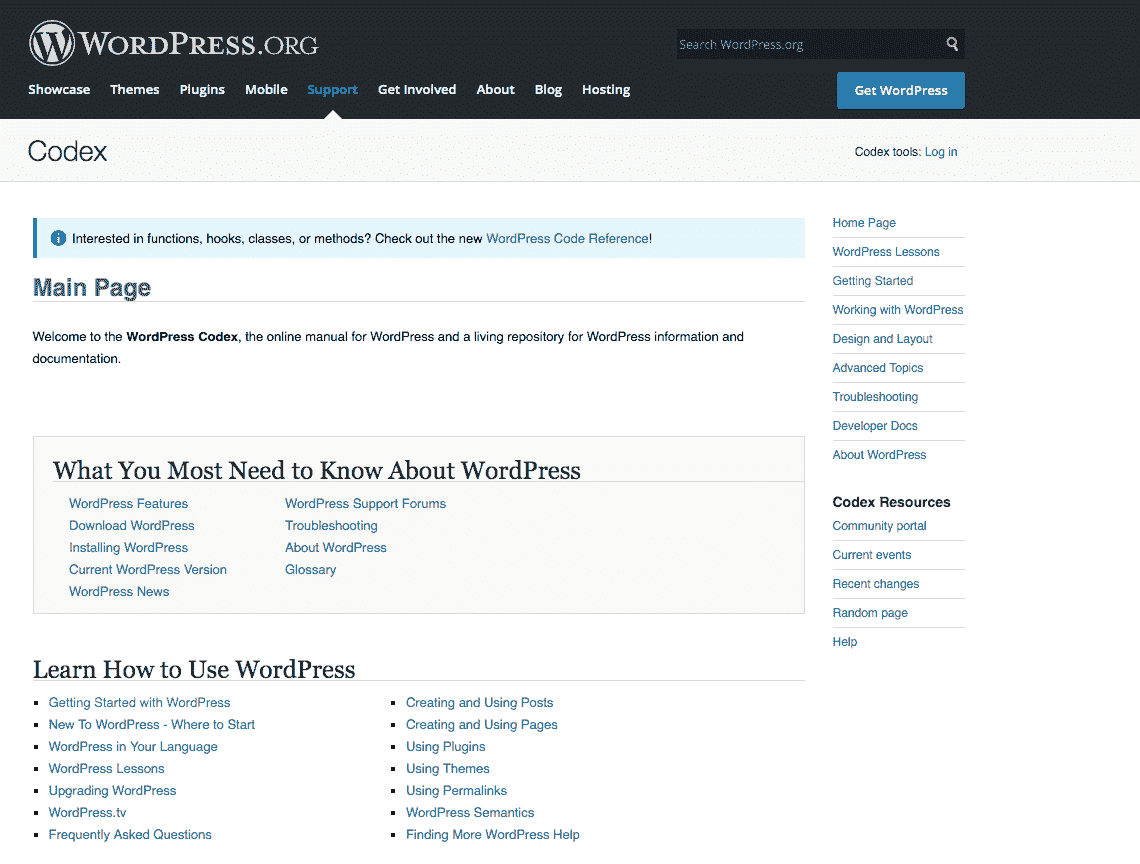 WORDPRESS.ORG
Search WordPress.org
Showcase Themes Plugins Mobile Support Get Involved About Blog Hosting
Get WordPress
Codex
Codex tools: Log in
Interested in functions, hooks, classes, or methods? Check out the new WordPress Code Reference!
Main Page
Welcome to the WordPress Codex, the online manual for WordPress and a living repository for WordPress information and
documentation.
What You Most Need to Know About WordPress
WordPress Features
Download WordPress
Installing WordPress
Current WordPress Version
WordPress News
WordPress Support Forums
Troubleshooting
About WordPress
Glossary
Learn How to Use WordPress
Getting Started with WordPress
New To WordPress - Where to Start
WordPress in Your Language
WordPress Lessons
Upgrading WordPress
WordPress.tv
Frequently Asked Questions
Creating and Using Posts
Creating and Using Pages
Using Plugins
Using Themes
Using Permalinks
WordPress Semantics
Finding More WordPress Help
Home Page
WordPress Lessons
Getting Started
Working with WordPress
Design and Layout
Advanced Topics
Troubleshooting
Developer Docs
About WordPress
Codex Resources
Community portal
Current events
Recent changes
Random page
Help